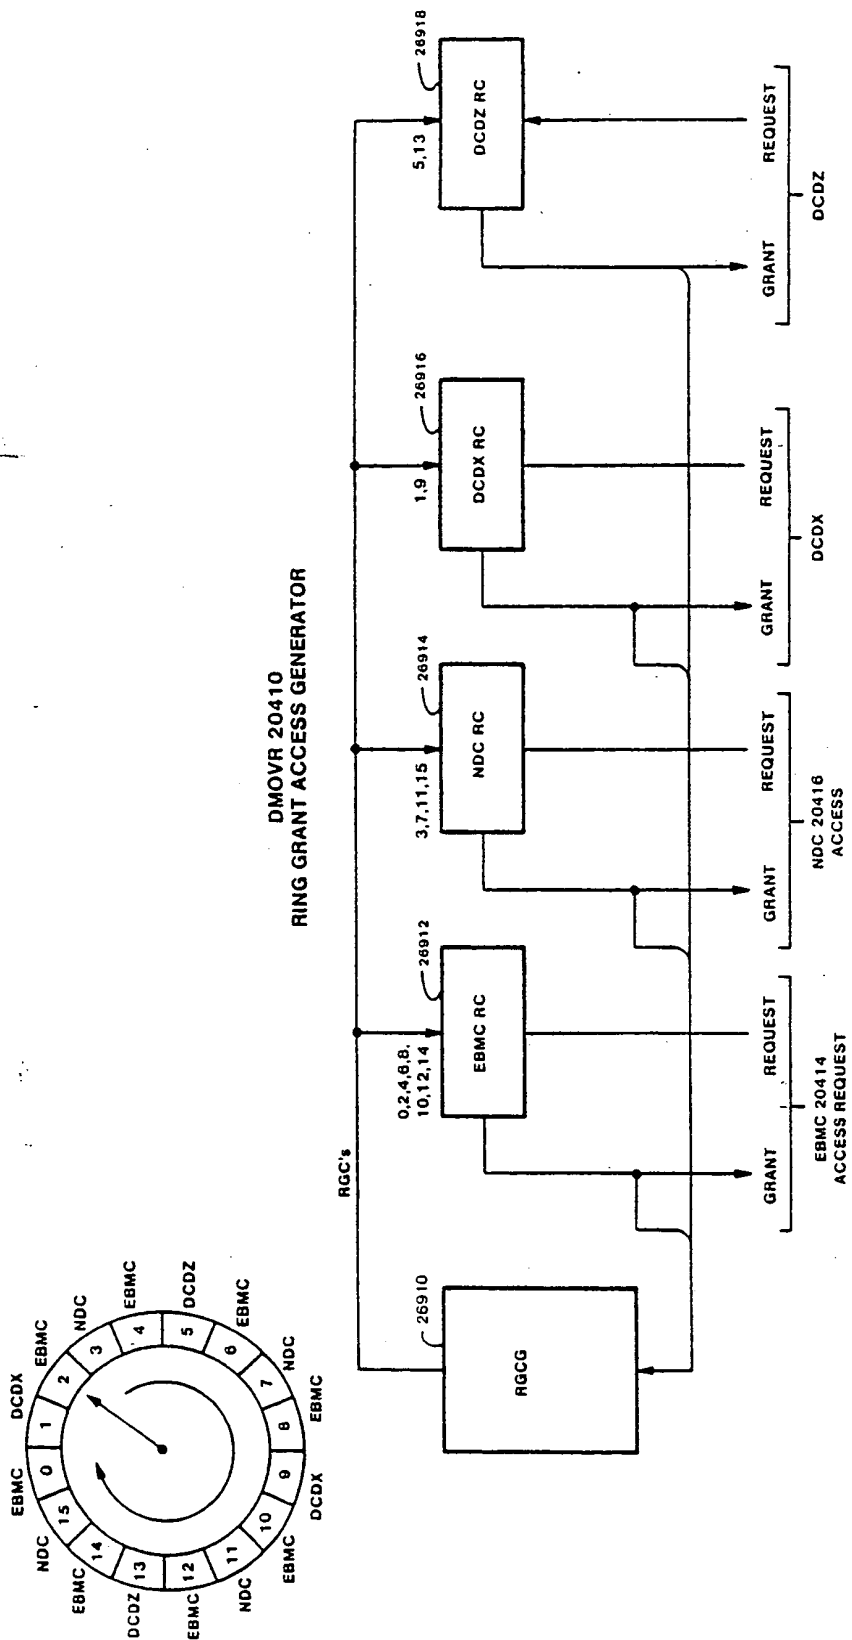 EBMC
DCDX
EBMC
NDC
EBMC
DCDZ
EBMC
NDC
EBMC
DCDX
EBMC
NDC
EBMC
DCDZ
EBMC
NDC
0
1
2
3
4
5
6
7
8
9
10
11
12
13
14
15
DMOVR 20410
RING GRANT ACCESS GENERATOR
RGC's
26910
RGCG
0,2,4,6,8,
10,12,14
26912
EBMC RC
3,7,11,15
26914
NDC RC
1,9
26916
DCDX RC
5,13
26918
DCDZ RC
GRANT
REQUEST
EBMC 20414
ACCESS REQUEST
GRANT
REQUEST
NDC 20416
ACCESS
GRANT
REQUEST
DCDX
GRANT
REQUEST
DCDZ